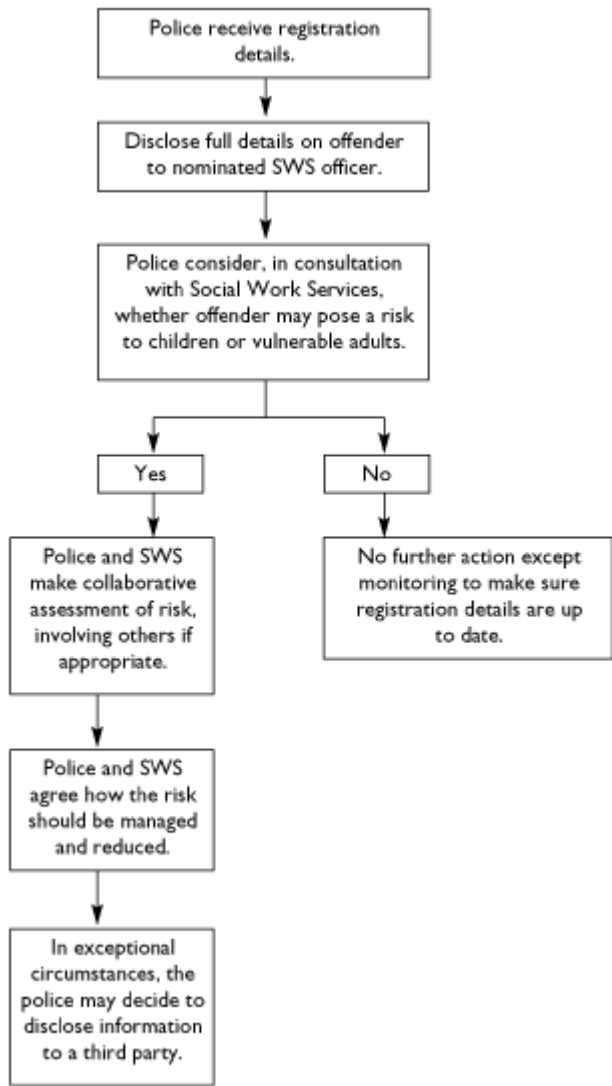 Police receive registration
details.
Disclose full details on offender
to nominated SWS officer.
Police consider, in consultation
with Social Work Services,
whether offender may pose a risk
to children or vulnerable adults.
Yes
No
Police and SWS
make collaborative
assessment of risk,
involving others if
appropriate.
No further action except
monitoring to make sure
registration details are up
to date.
Police and SWS
agree how the risk
should be managed
and reduced.
In exceptional
circumstances, the
police may decide to
disclose information
to a third party.